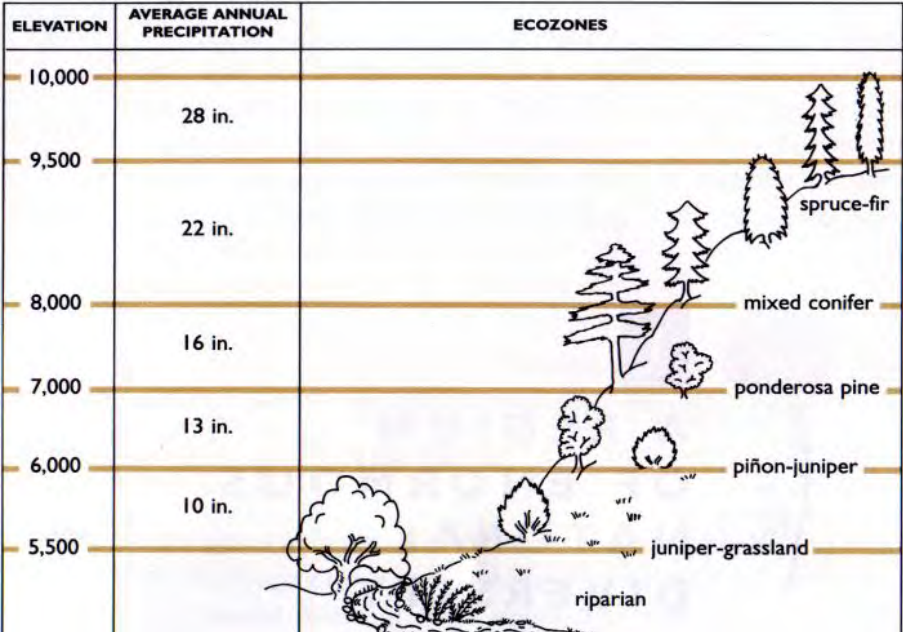 ELEVATION
AVERAGE ANNUAL
PRECIPITATION
ECOZONES
10,000
28 in.
9,500
spruce-fir
22 in.
8,000
mixed conifer
16 in.
7,000
ponderosa pine
13 in.
6,000
piñon-juniper
10 in.
5,500
juniper-grassland
riparian